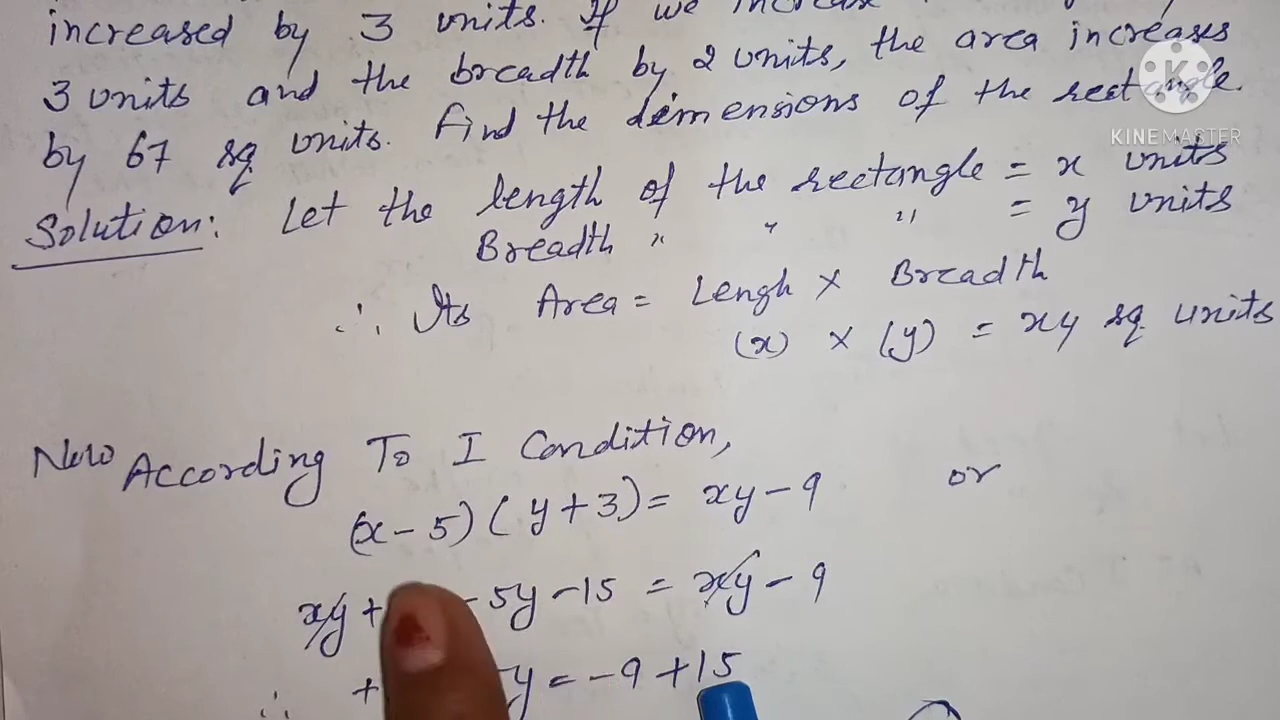 increased by 3 units. If we increase
3 units and the breadth by 2 units, the area increases
by 67 sq units. Find the dimensions of the rectangle.
Solution: Let the length of the rectangle = x units
Breadth " " " = y units
∴ Its Area = Lengh × Breadth
(x) × (y) = xy sq units
Now According To I Condition,
(x - 5) (y + 3) = xy - 9 or
xy + - 5y - 15 = xy - 9
∴ + y = -9 + 15
KINEMASTER